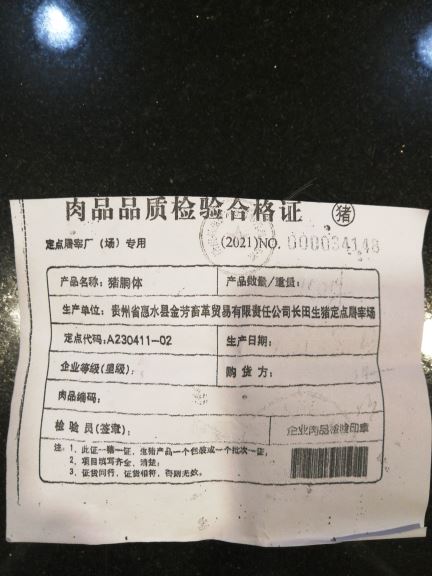 肉品品质检验合格证 猪
定点屠宰厂(场)专用 (2021)NO. 000034148
产品名称:猪胴体 产品数量/重量:
生产单位:贵州省惠水县金芳畜革贸易有限责任公司长田生猪定点屠宰场
定点代码:A230411-02 生产日期:
企业等级(星级): 购货方:
肉品编码:
检验员(签章): 企业肉品检验印章
注:1、此证一猪一证,生猪产品一个包装或一个批次一证;
2、项目填写齐全、清楚;
3、证货同行,证货相符,否则无效。